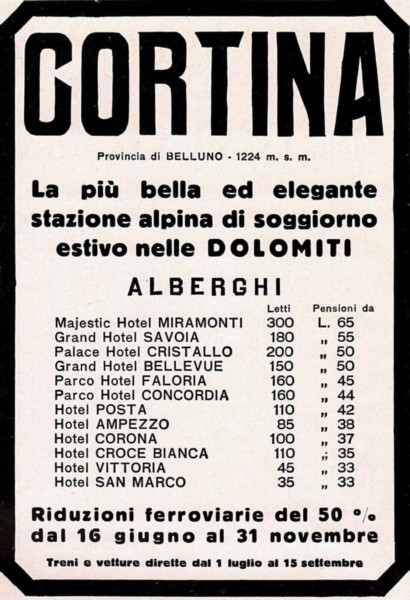 CORTINA
Provincia di BELLUNO - 1224 m. s. m.
La più bella ed elegante
stazione alpina di soggiorno
estivo nelle DOLOMITI
ALBERGHI
Letti Pensioni da
Majestic Hotel MIRAMONTI 300 L. 65
Grand Hotel SAVOIA 180 „ 55
Palace Hotel CRISTALLO 200 „ 50
Grand Hotel BELLEVUE 150 „ 50
Parco Hotel FALORIA 160 „ 45
Parco Hotel CONCORDIA 160 „ 44
Hotel POSTA 110 „ 42
Hotel AMPEZZO 85 „ 38
Hotel CORONA 100 „ 37
Hotel CROCE BIANCA 110 „ 35
Hotel VITTORIA 45 „ 33
Hotel SAN MARCO 35 „ 33
Riduzioni ferroviarie del 50 %
dal 16 giugno al 31 novembre
Treni e vetture dirette dal 1 luglio al 15 settembre